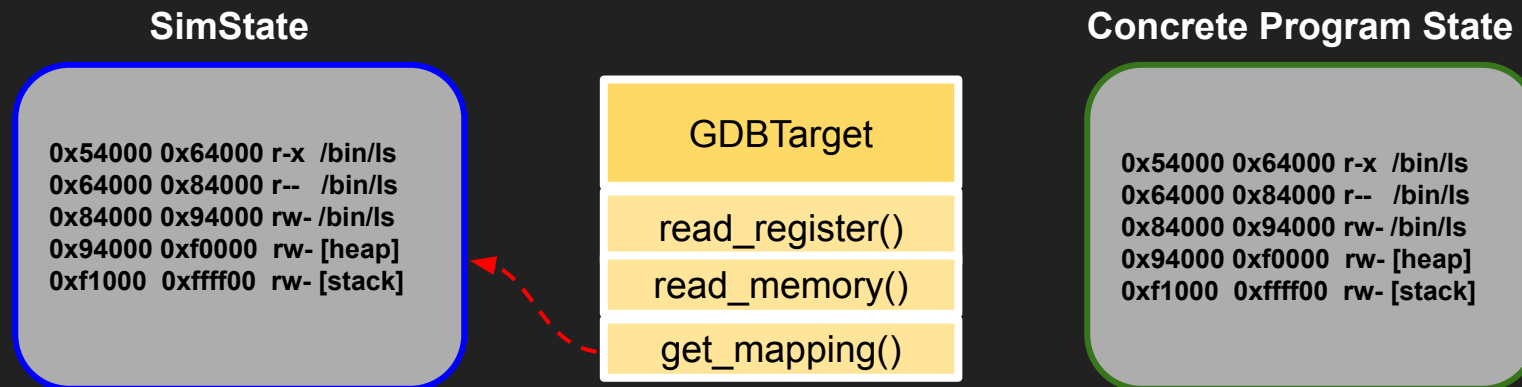 SimState
0x54000 0x64000 r-x /bin/ls
0x64000 0x84000 r-- /bin/ls
0x84000 0x94000 rw- /bin/ls
0x94000 0xf0000 rw- [heap]
0xf1000 0xffff00 rw- [stack]
GDBTarget
read_register()
read_memory()
get_mapping()
Concrete Program State
0x54000 0x64000 r-x /bin/ls
0x64000 0x84000 r-- /bin/ls
0x84000 0x94000 rw- /bin/ls
0x94000 0xf0000 rw- [heap]
0xf1000 0xffff00 rw- [stack]